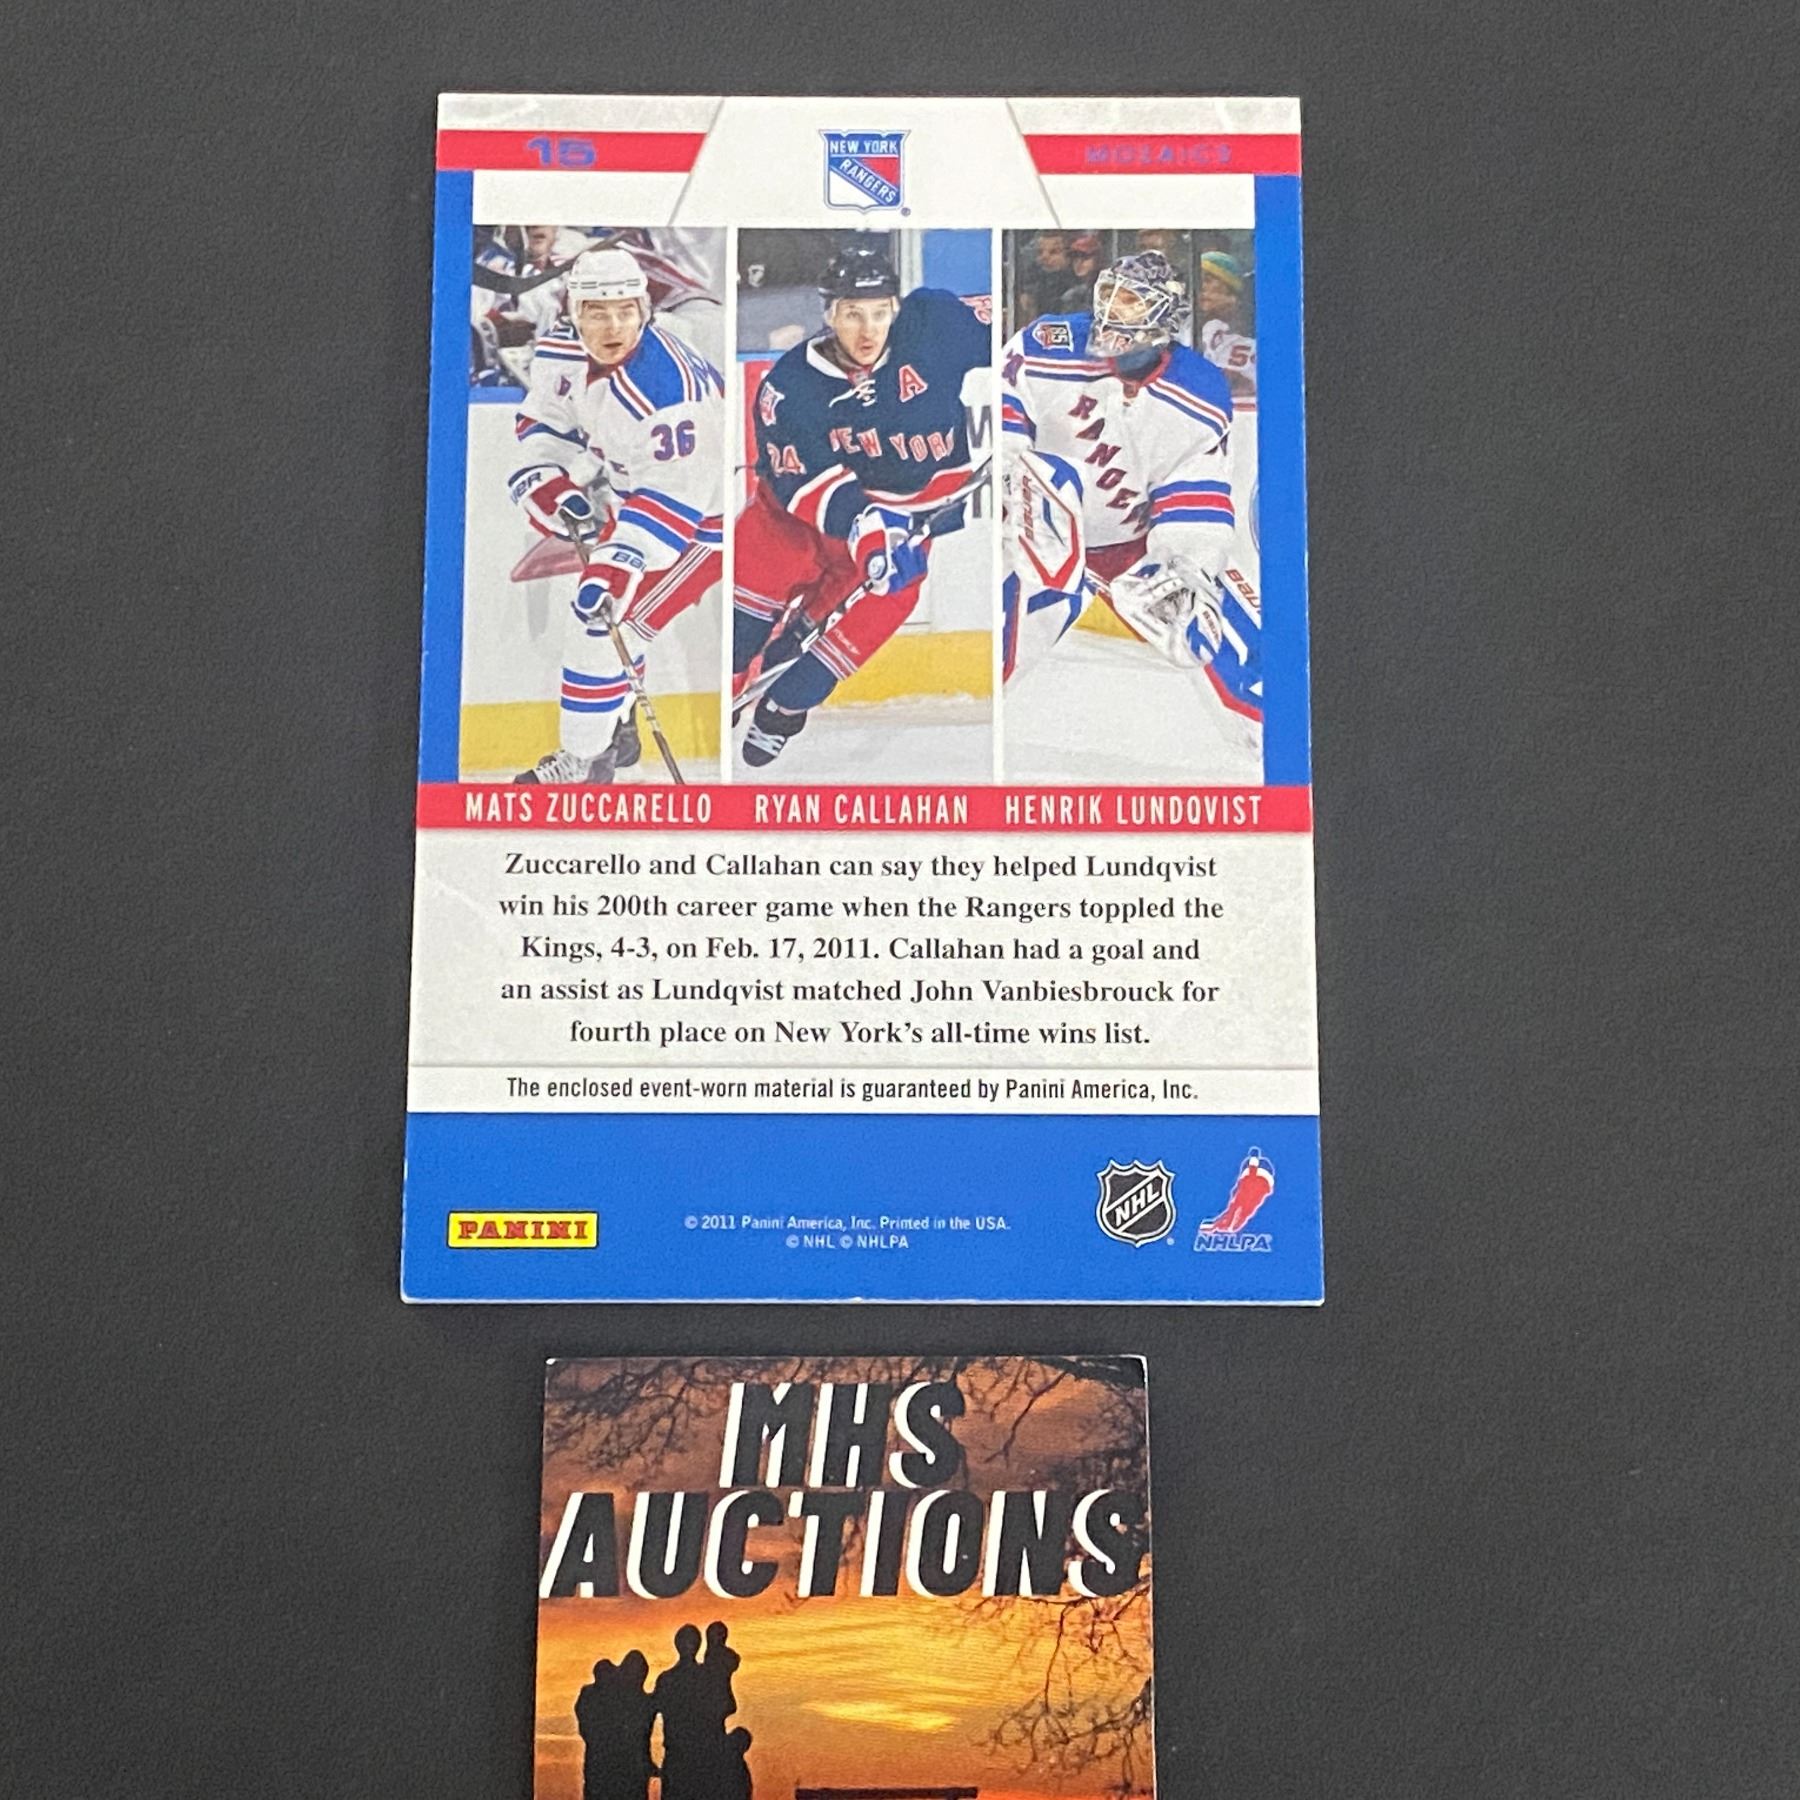 15
NEW YORK
RANGERS
MOZAICS
36
A
24
NEW YORK
RANGE
BAUER
MATS ZUCCARELLO RYAN CALLAHAN HENRIK LUNDQVIST
Zuccarello and Callahan can say they helped Lundqvist
win his 200th career game when the Rangers toppled the
Kings, 4-3, on Feb. 17, 2011. Callahan had a goal and
an assist as Lundqvist matched John Vanbiesbrouck for
fourth place on New York's all-time wins list.
The enclosed event-worn material is guaranteed by Panini America, Inc.
PANINI
© 2011 Panini America, Inc. Printed in the USA.
© NHL © NHLPA
NHL
NHLPA
MHS
AUCTIONS